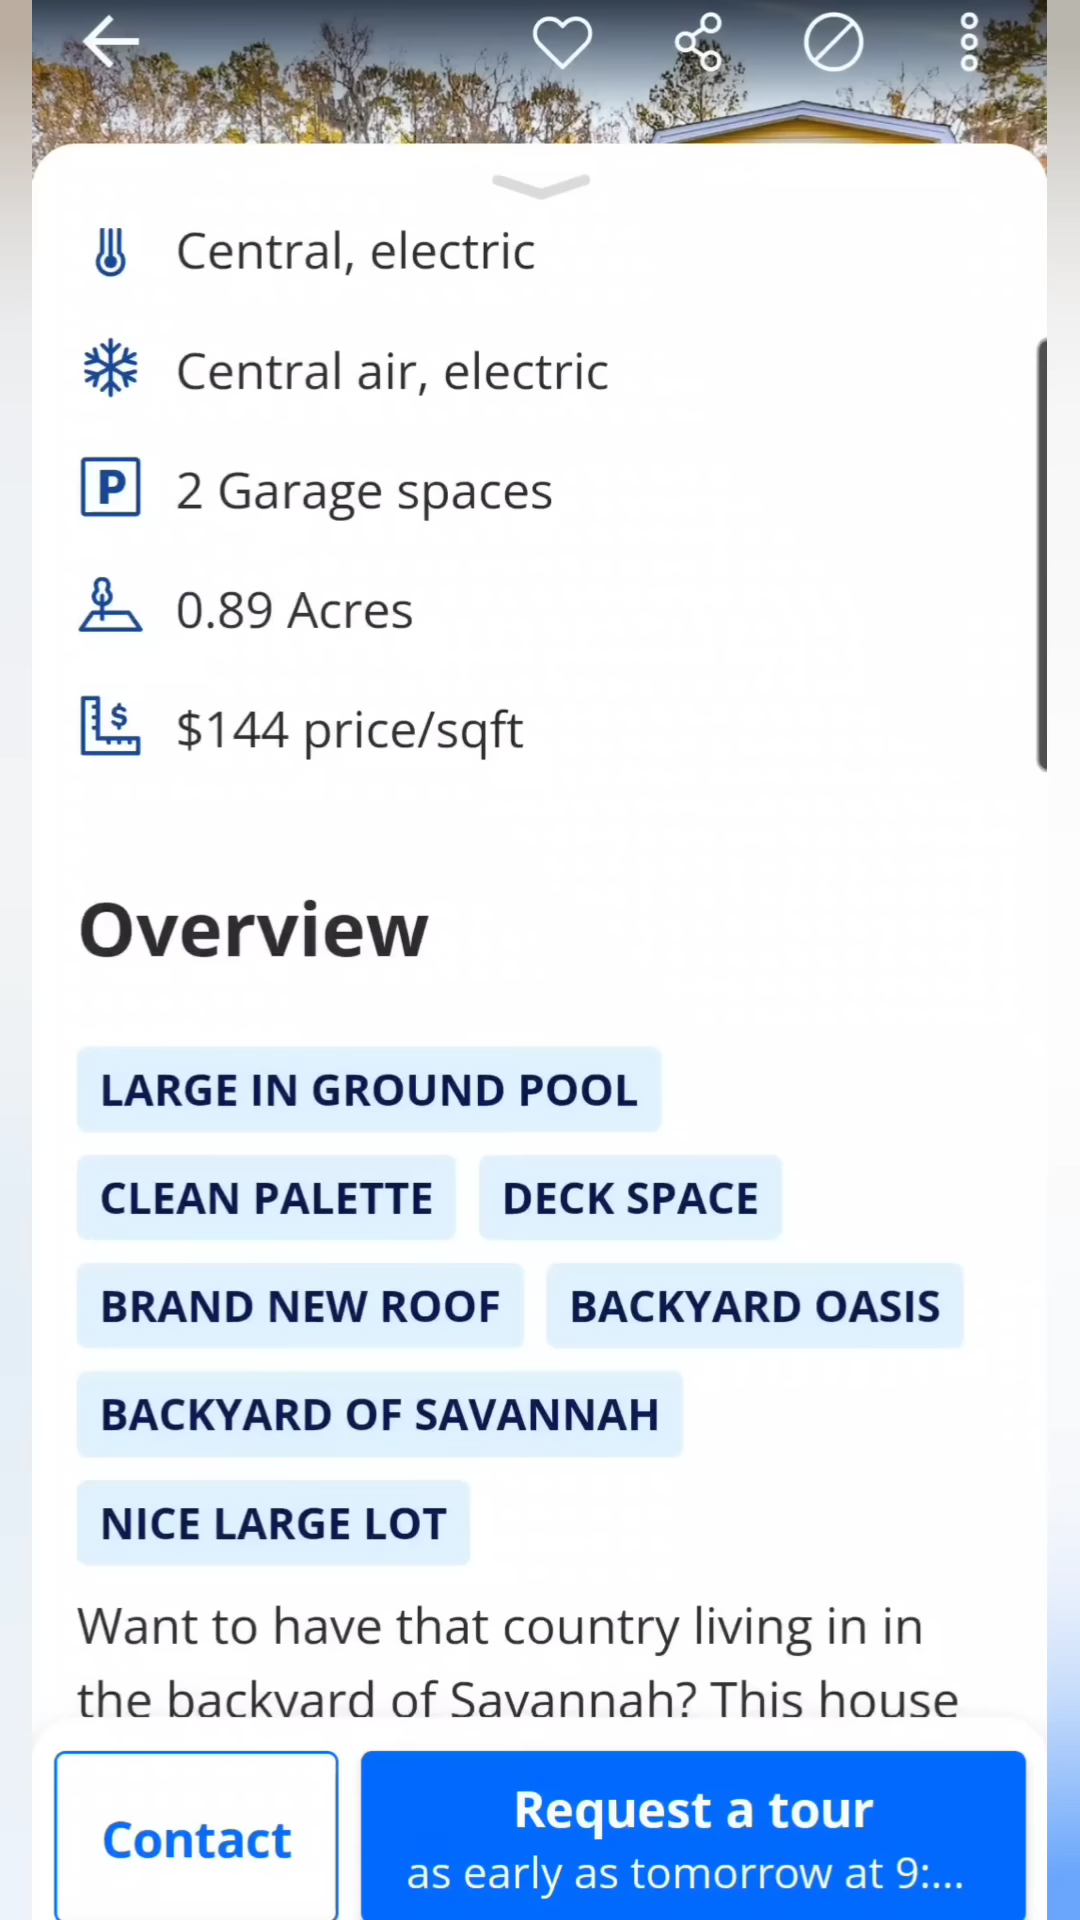 Central, electric
Central air, electric
P
2 Garage spaces
0.89 Acres
$
$144 price/sqft
Overview
LARGE IN GROUND POOL
CLEAN PALETTE DECK SPACE
BRAND NEW ROOF BACKYARD OASIS
BACKYARD OF SAVANNAH
NICE LARGE LOT
Want to have that country living in in
the backyard of Savannah? This house
Contact
Request a tour
as early as tomorrow at 9:...